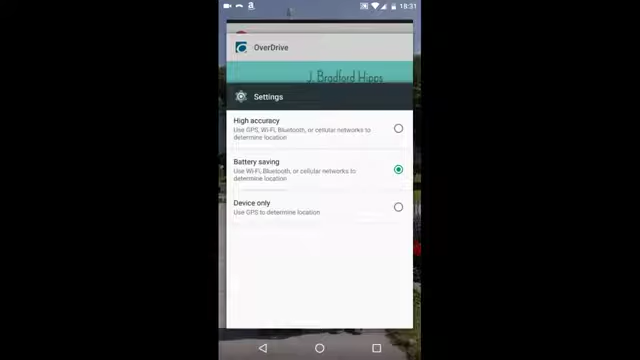 18:31
OverDrive
J. Bradford Hipps
Settings
High accuracy
Use GPS, Wi-Fi, Bluetooth, or cellular networks to
determine location
Battery saving
Use Wi-Fi, Bluetooth, or cellular networks to
determine location
Device only
Use GPS to determine location